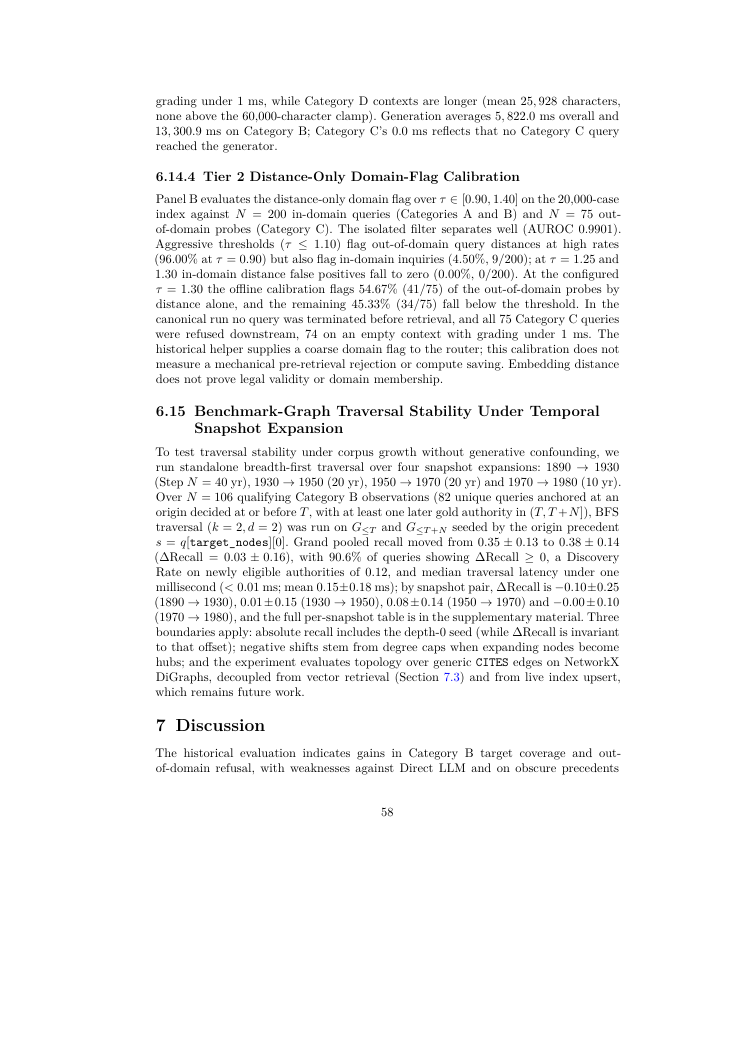 grading under 1 ms, while Category D contexts are longer (mean 25, 928 characters,
none above the 60,000-character clamp). Generation averages 5, 822.0 ms overall and
13, 300.9 ms on Category B; Category C's 0.0 ms reflects that no Category C query
reached the generator.
6.14.4 Tier 2 Distance-Only Domain-Flag Calibration
Panel B evaluates the distance-only domain flag over τ ∈ [0.90, 1.40] on the 20,000-case
index against N = 200 in-domain queries (Categories A and B) and N = 75 out-
of-domain probes (Category C). The isolated filter separates well (AUROC 0.9901).
Aggressive thresholds (τ ≤ 1.10) flag out-of-domain query distances at high rates
(96.00% at τ = 0.90) but also flag in-domain inquiries (4.50%, 9/200); at τ = 1.25 and
1.30 in-domain distance false positives fall to zero (0.00%, 0/200). At the configured
τ = 1.30 the offline calibration flags 54.67% (41/75) of the out-of-domain probes by
distance alone, and the remaining 45.33% (34/75) fall below the threshold. In the
canonical run no query was terminated before retrieval, and all 75 Category C queries
were refused downstream, 74 on an empty context with grading under 1 ms. The
historical helper supplies a coarse domain flag to the router; this calibration does not
measure a mechanical pre-retrieval rejection or compute saving. Embedding distance
does not prove legal validity or domain membership.
6.15 Benchmark-Graph Traversal Stability Under Temporal
Snapshot Expansion
To test traversal stability under corpus growth without generative confounding, we
run standalone breadth-first traversal over four snapshot expansions: 1890 → 1930
(Step N = 40 yr), 1930 → 1950 (20 yr), 1950 → 1970 (20 yr) and 1970 → 1980 (10 yr).
Over N = 106 qualifying Category B observations (82 unique queries anchored at an
origin decided at or before T, with at least one later gold authority in (T, T+N]), BFS
traversal (k = 2, d = 2) was run on G≤T and G≤T+N seeded by the origin precedent
s = q[target_nodes][0]. Grand pooled recall moved from 0.35 ± 0.13 to 0.38 ± 0.14
(ΔRecall = 0.03 ± 0.16), with 90.6% of queries showing ΔRecall ≥ 0, a Discovery
Rate on newly eligible authorities of 0.12, and median traversal latency under one
millisecond (< 0.01 ms; mean 0.15±0.18 ms); by snapshot pair, ΔRecall is −0.10±0.25
(1890 → 1930), 0.01±0.15 (1930 → 1950), 0.08±0.14 (1950 → 1970) and −0.00±0.10
(1970 → 1980), and the full per-snapshot table is in the supplementary material. Three
boundaries apply: absolute recall includes the depth-0 seed (while ΔRecall is invariant
to that offset); negative shifts stem from degree caps when expanding nodes become
hubs; and the experiment evaluates topology over generic CITES edges on NetworkX
DiGraphs, decoupled from vector retrieval (Section 7.3) and from live index upsert,
which remains future work.
7 Discussion
The historical evaluation indicates gains in Category B target coverage and out-
of-domain refusal, with weaknesses against Direct LLM and on obscure precedents
58